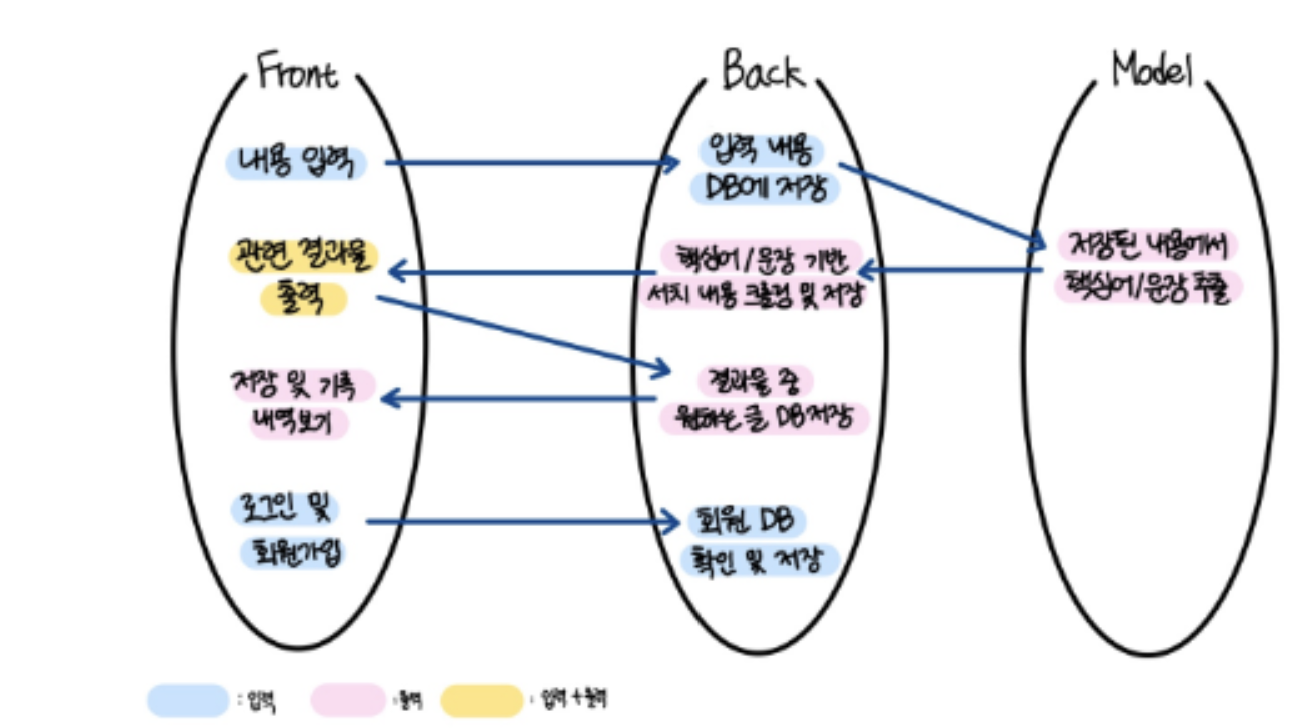 Front
내용 입력
관련 결과물
출력
저장 및 기록
내역보기
로그인 및
회원가입
Back
입력 내용
DB에 저장
핵심어/문장 기반
서치 내용 크롤링 및 저장
결과물 중
원하는 글 DB저장
회원 DB
확인 및 저장
Model
저장된 내용에서
핵심어/문장 추출
: 입력
: 출력
: 입력+출력